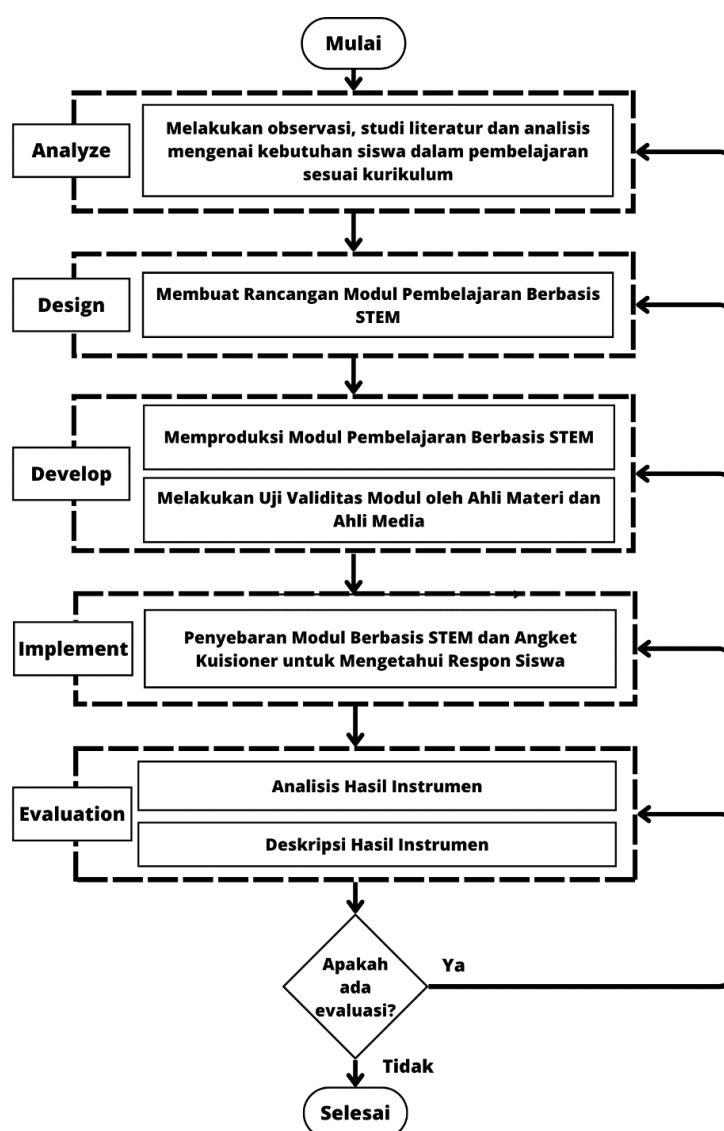 Mulai
Analyze
Melakukan observasi, studi literatur dan analisis
mengenai kebutuhan siswa dalam pembelajaran
sesuai kurikulum
Design
Membuat Rancangan Modul Pembelajaran Berbasis
STEM
Develop
Memproduksi Modul Pembelajaran Berbasis STEM
Melakukan Uji Validitas Modul oleh Ahli Materi dan
Ahli Media
Implement
Penyebaran Modul Berbasis STEM dan Angket
Kuisioner untuk Mengetahui Respon Siswa
Evaluation
Analisis Hasil Instrumen
Deskripsi Hasil Instrumen
Apakah
ada
evaluasi?
Ya
Tidak
Selesai